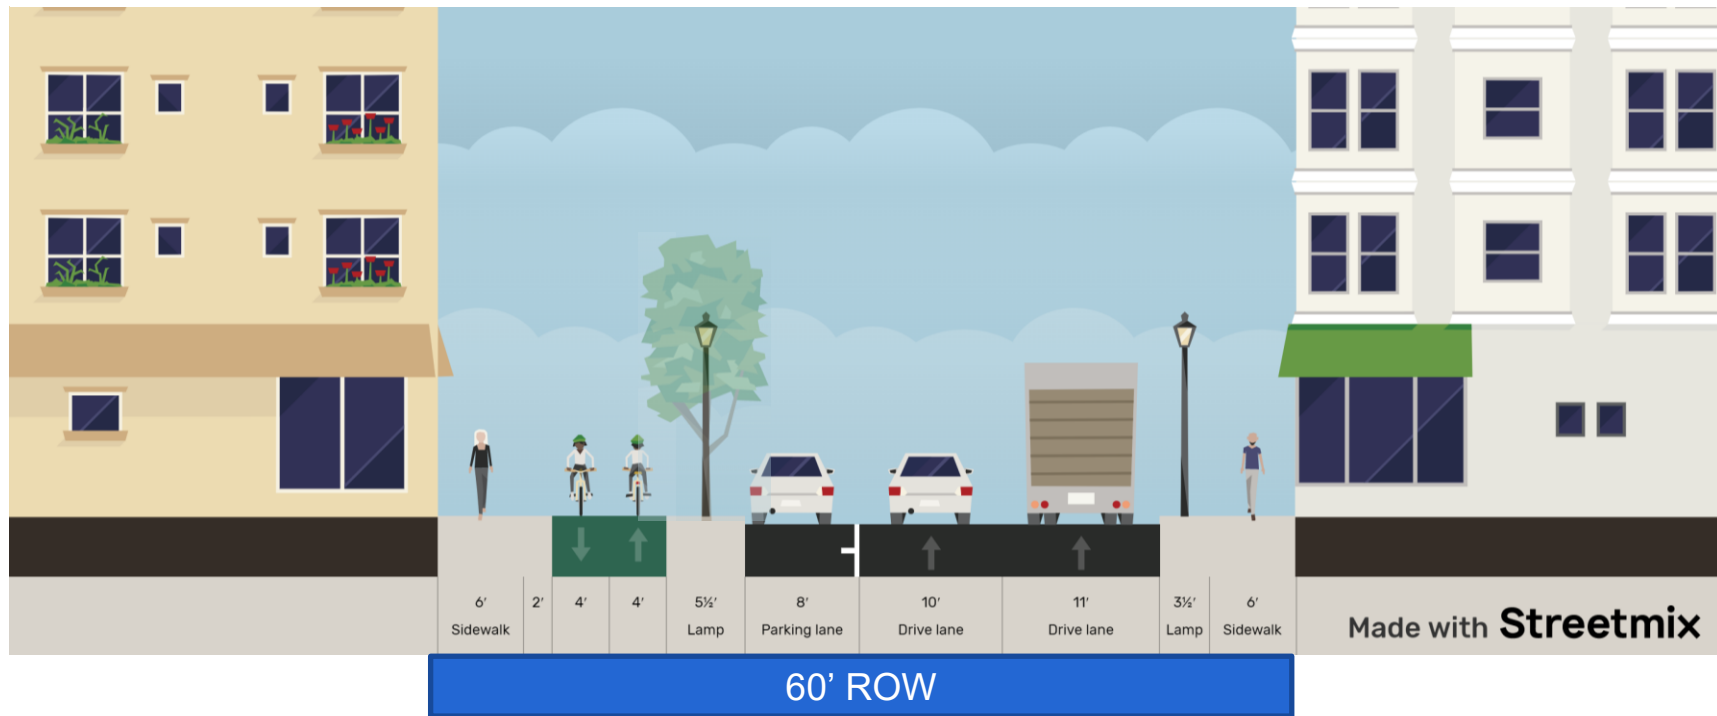 6′ 2′ 4′ 4′ 5½′ 8′ 10′ 11′ 3½′ 6′
Sidewalk Lamp Parking lane Drive lane Drive lane Lamp Sidewalk
Made with Streetmix
60’ ROW